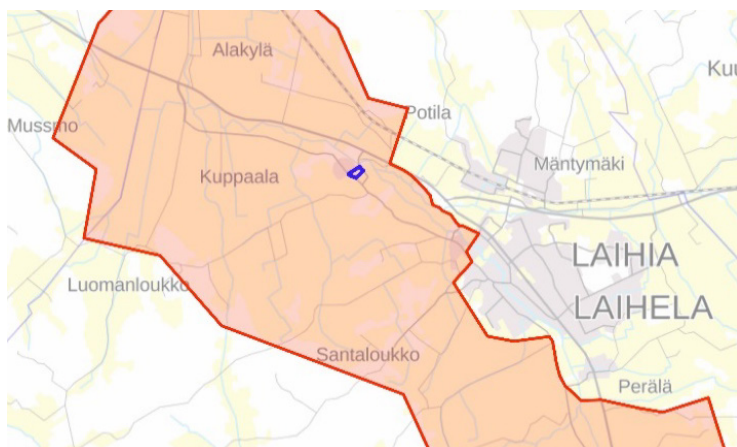 Alakylä
Kuu
Potila
Mussmo
Mäntymäki
Kuppaala
LAIHIA
LAIHELA
Luomanloukko
Santaloukko
Perälä